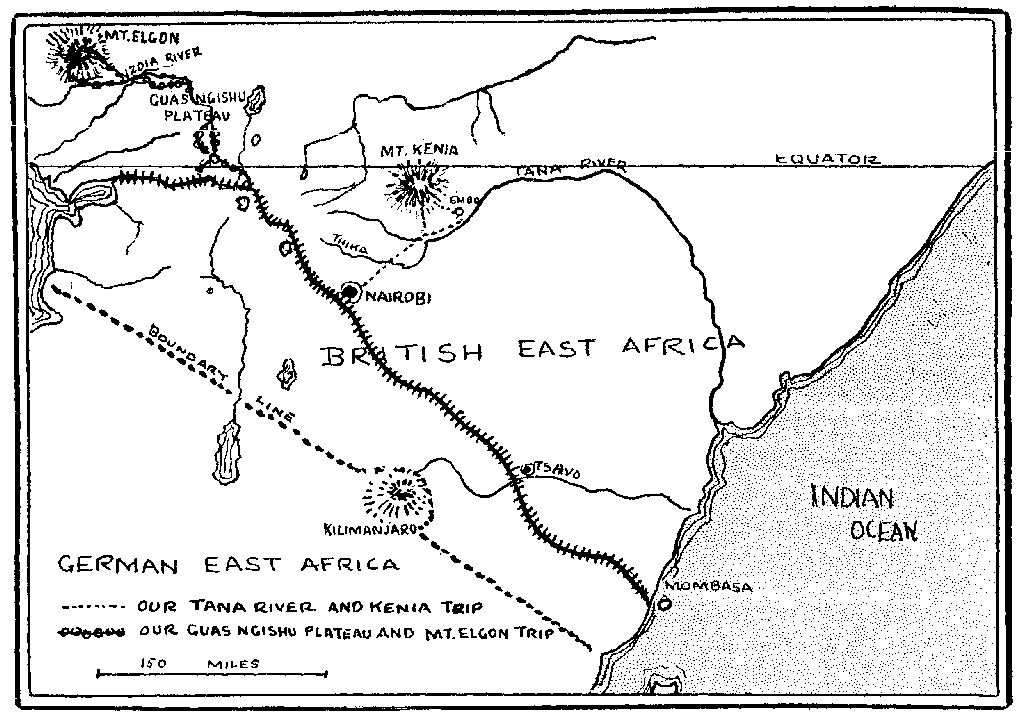 MT. ELGON
NZOIA RIVER
GUAS NGISHU
PLATEAU
MT. KENIA
TANA RIVER
EQUATOR
EMBU
THIKA
NAIROBI
BRITISH EAST AFRICA
BOUNDARY LINE
TSAVO
KILIMANJARO
INDIAN
OCEAN
MOMBASA
GERMAN EAST AFRICA
OUR TANA RIVER AND KENIA TRIP
OUR GUAS NGISHU PLATEAU AND MT. ELGON TRIP
150 MILES